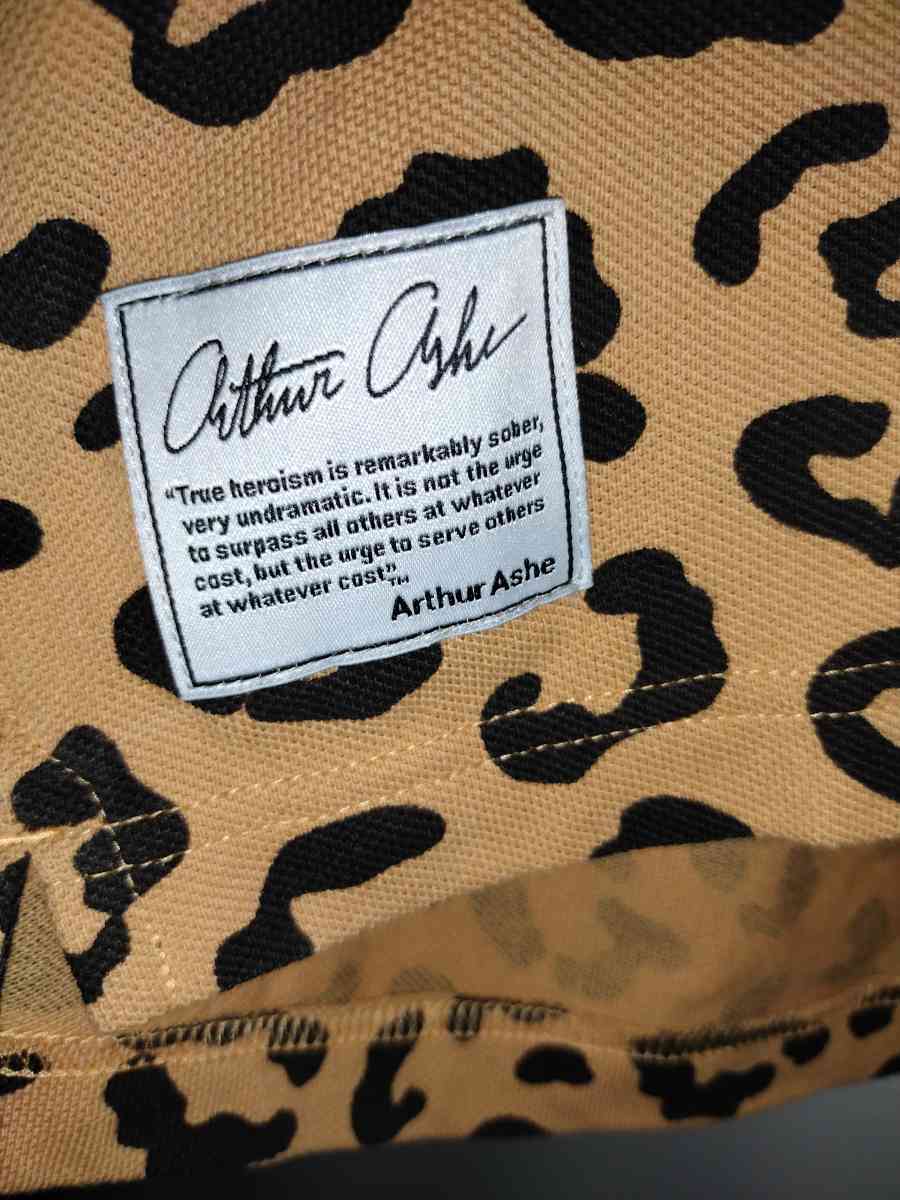 Arthur Ashe
“True heroism is remarkably sober,
very undramatic. It is not the urge
to surpass all others at whatever
cost, but the urge to serve others
at whatever cost”™
Arthur Ashe